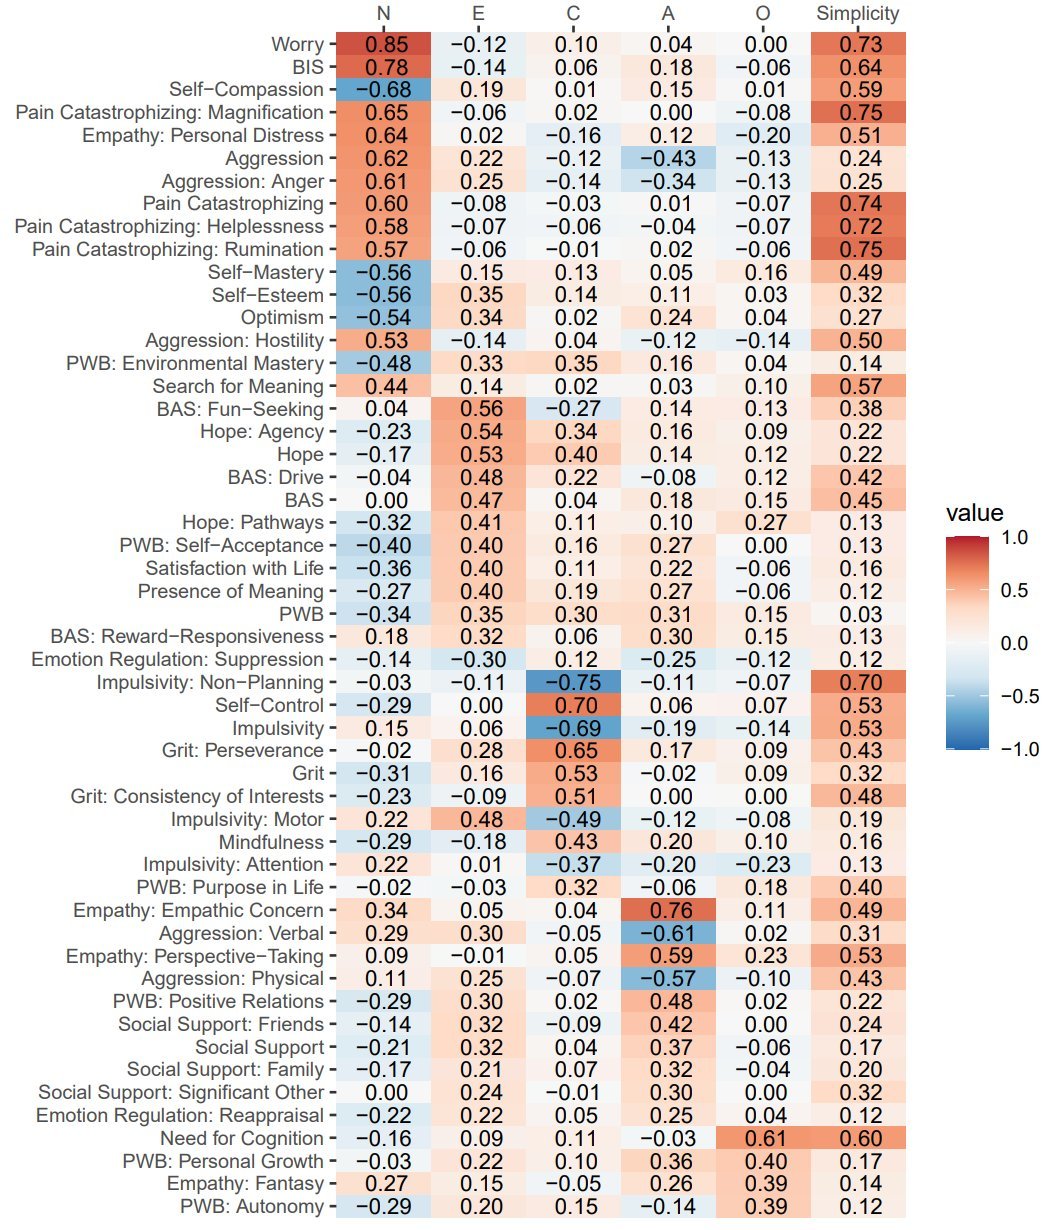 N E C A O Simplicity
Worry 0.85 −0.12 0.10 0.04 0.00 0.73
BIS 0.78 −0.14 0.06 0.18 −0.06 0.64
Self−Compassion −0.68 0.19 0.01 0.15 0.01 0.59
Pain Catastrophizing: Magnification 0.65 −0.06 0.02 0.00 −0.08 0.75
Empathy: Personal Distress 0.64 0.02 −0.16 0.12 −0.20 0.51
Aggression 0.62 0.22 −0.12 −0.43 −0.13 0.24
Aggression: Anger 0.61 0.25 −0.14 −0.34 −0.13 0.25
Pain Catastrophizing 0.60 −0.08 −0.03 0.01 −0.07 0.74
Pain Catastrophizing: Helplessness 0.58 −0.07 −0.06 −0.04 −0.07 0.72
Pain Catastrophizing: Rumination 0.57 −0.06 −0.01 0.02 −0.06 0.75
Self−Mastery −0.56 0.15 0.13 0.05 0.16 0.49
Self−Esteem −0.56 0.35 0.14 0.11 0.03 0.32
Optimism −0.54 0.34 0.02 0.24 0.04 0.27
Aggression: Hostility 0.53 −0.14 0.04 −0.12 −0.14 0.50
PWB: Environmental Mastery −0.48 0.33 0.35 0.16 0.04 0.14
Search for Meaning 0.44 0.14 0.02 0.03 0.10 0.57
BAS: Fun−Seeking 0.04 0.56 −0.27 0.14 0.13 0.38
Hope: Agency −0.23 0.54 0.34 0.16 0.09 0.22
Hope −0.17 0.53 0.40 0.14 0.12 0.22
BAS: Drive −0.04 0.48 0.22 −0.08 0.12 0.42
BAS 0.00 0.47 0.04 0.18 0.15 0.45
Hope: Pathways −0.32 0.41 0.11 0.10 0.27 0.13
PWB: Self−Acceptance −0.40 0.40 0.16 0.27 0.00 0.13
Satisfaction with Life −0.36 0.40 0.11 0.22 −0.06 0.16
Presence of Meaning −0.27 0.40 0.19 0.27 −0.06 0.12
PWB −0.34 0.35 0.30 0.31 0.15 0.03
BAS: Reward−Responsiveness 0.18 0.32 0.06 0.30 0.15 0.13
Emotion Regulation: Suppression −0.14 −0.30 0.12 −0.25 −0.12 0.12
Impulsivity: Non−Planning −0.03 −0.11 −0.75 −0.11 −0.07 0.70
Self−Control −0.29 0.00 0.70 0.06 0.07 0.53
Impulsivity 0.15 0.06 −0.69 −0.19 −0.14 0.53
Grit: Perseverance −0.02 0.28 0.65 0.17 0.09 0.43
Grit −0.31 0.16 0.53 −0.02 0.09 0.32
Grit: Consistency of Interests −0.23 −0.09 0.51 0.00 0.00 0.48
Impulsivity: Motor 0.22 0.48 −0.49 −0.12 −0.08 0.19
Mindfulness −0.29 −0.18 0.43 0.20 0.10 0.16
Impulsivity: Attention 0.22 0.01 −0.37 −0.20 −0.23 0.13
PWB: Purpose in Life −0.02 −0.03 0.32 −0.06 0.18 0.40
Empathy: Empathic Concern 0.34 0.05 0.04 0.76 0.11 0.49
Aggression: Verbal 0.29 0.30 −0.05 −0.61 0.02 0.31
Empathy: Perspective−Taking 0.09 −0.01 0.05 0.59 0.23 0.53
Aggression: Physical 0.11 0.25 −0.07 −0.57 −0.10 0.43
PWB: Positive Relations −0.29 0.30 0.02 0.48 0.02 0.22
Social Support: Friends −0.14 0.32 −0.09 0.42 0.00 0.24
Social Support −0.21 0.32 0.04 0.37 −0.06 0.17
Social Support: Family −0.17 0.21 0.07 0.32 −0.04 0.20
Social Support: Significant Other 0.00 0.24 −0.01 0.30 0.00 0.32
Emotion Regulation: Reappraisal −0.22 0.22 0.05 0.25 0.04 0.12
Need for Cognition −0.16 0.09 0.11 −0.03 0.61 0.60
PWB: Personal Growth −0.03 0.22 0.10 0.36 0.40 0.17
Empathy: Fantasy 0.27 0.15 −0.05 0.26 0.39 0.14
PWB: Autonomy −0.29 0.20 0.15 −0.14 0.39 0.12
value
1.0
0.5
0.0
−0.5
−1.0